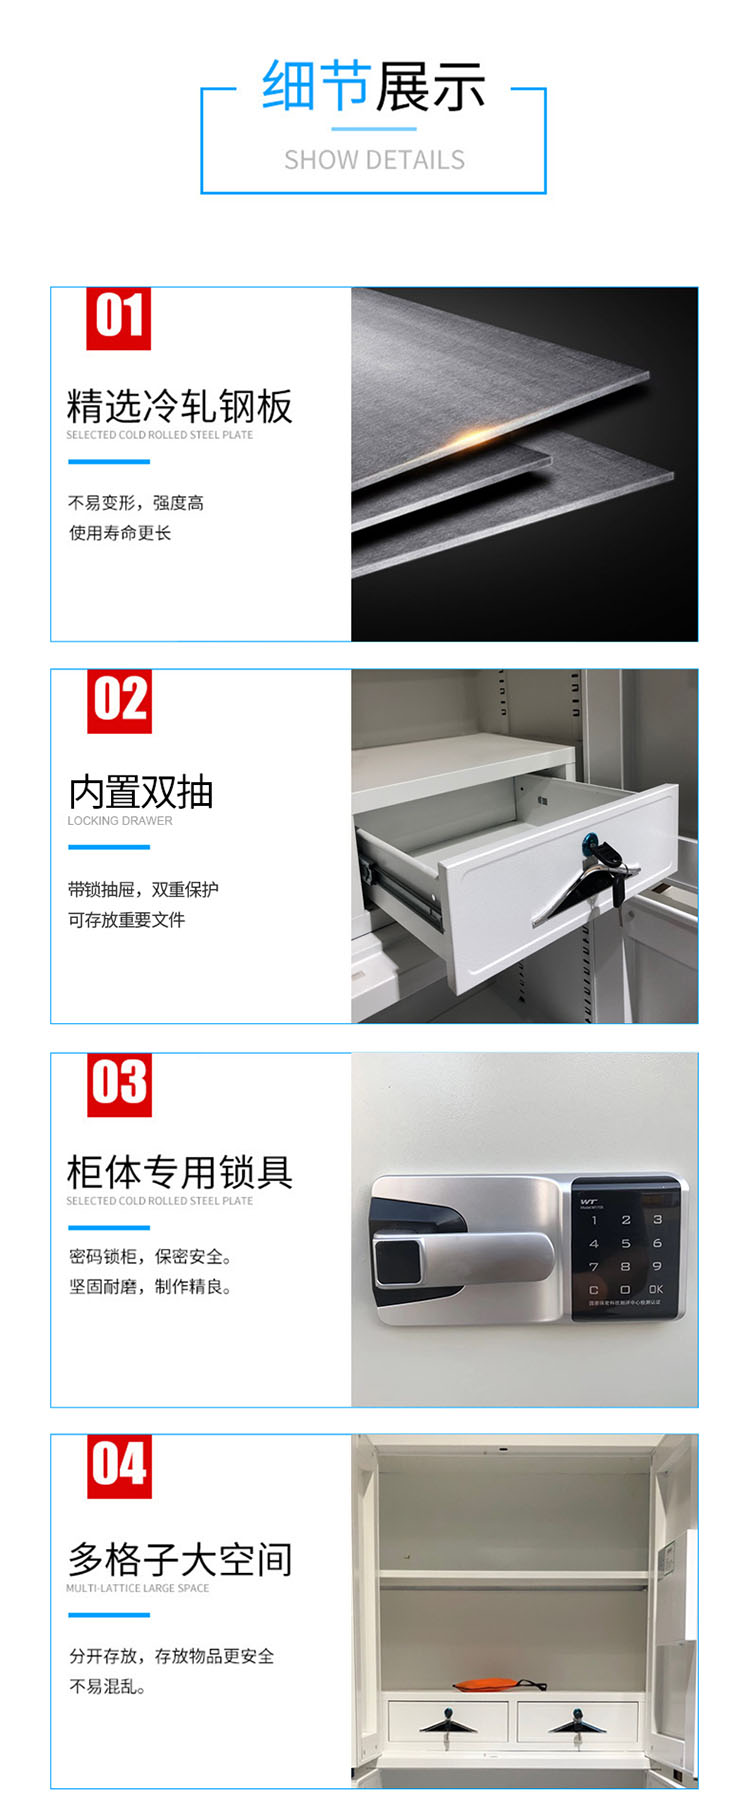 细节展示
SHOW DETAILS
01
精选冷轧钢板
SELECTED COLD ROLLED STEEL PLATE
不易变形，强度高
使用寿命更长
02
内置双抽
LOCKING DRAWER
带锁抽屉，双重保护
可存放重要文件
03
柜体专用锁具
SELECTED COLD ROLLED STEEL PLATE
密码锁柜，保密安全。
坚固耐磨，制作精良。
WT
1 2 3
4 5 6
7 8 9
C 0 OK
04
多格子大空间
MULTI-LATTICE LARGE SPACE
分开存放，存放物品更安全
不易混乱。